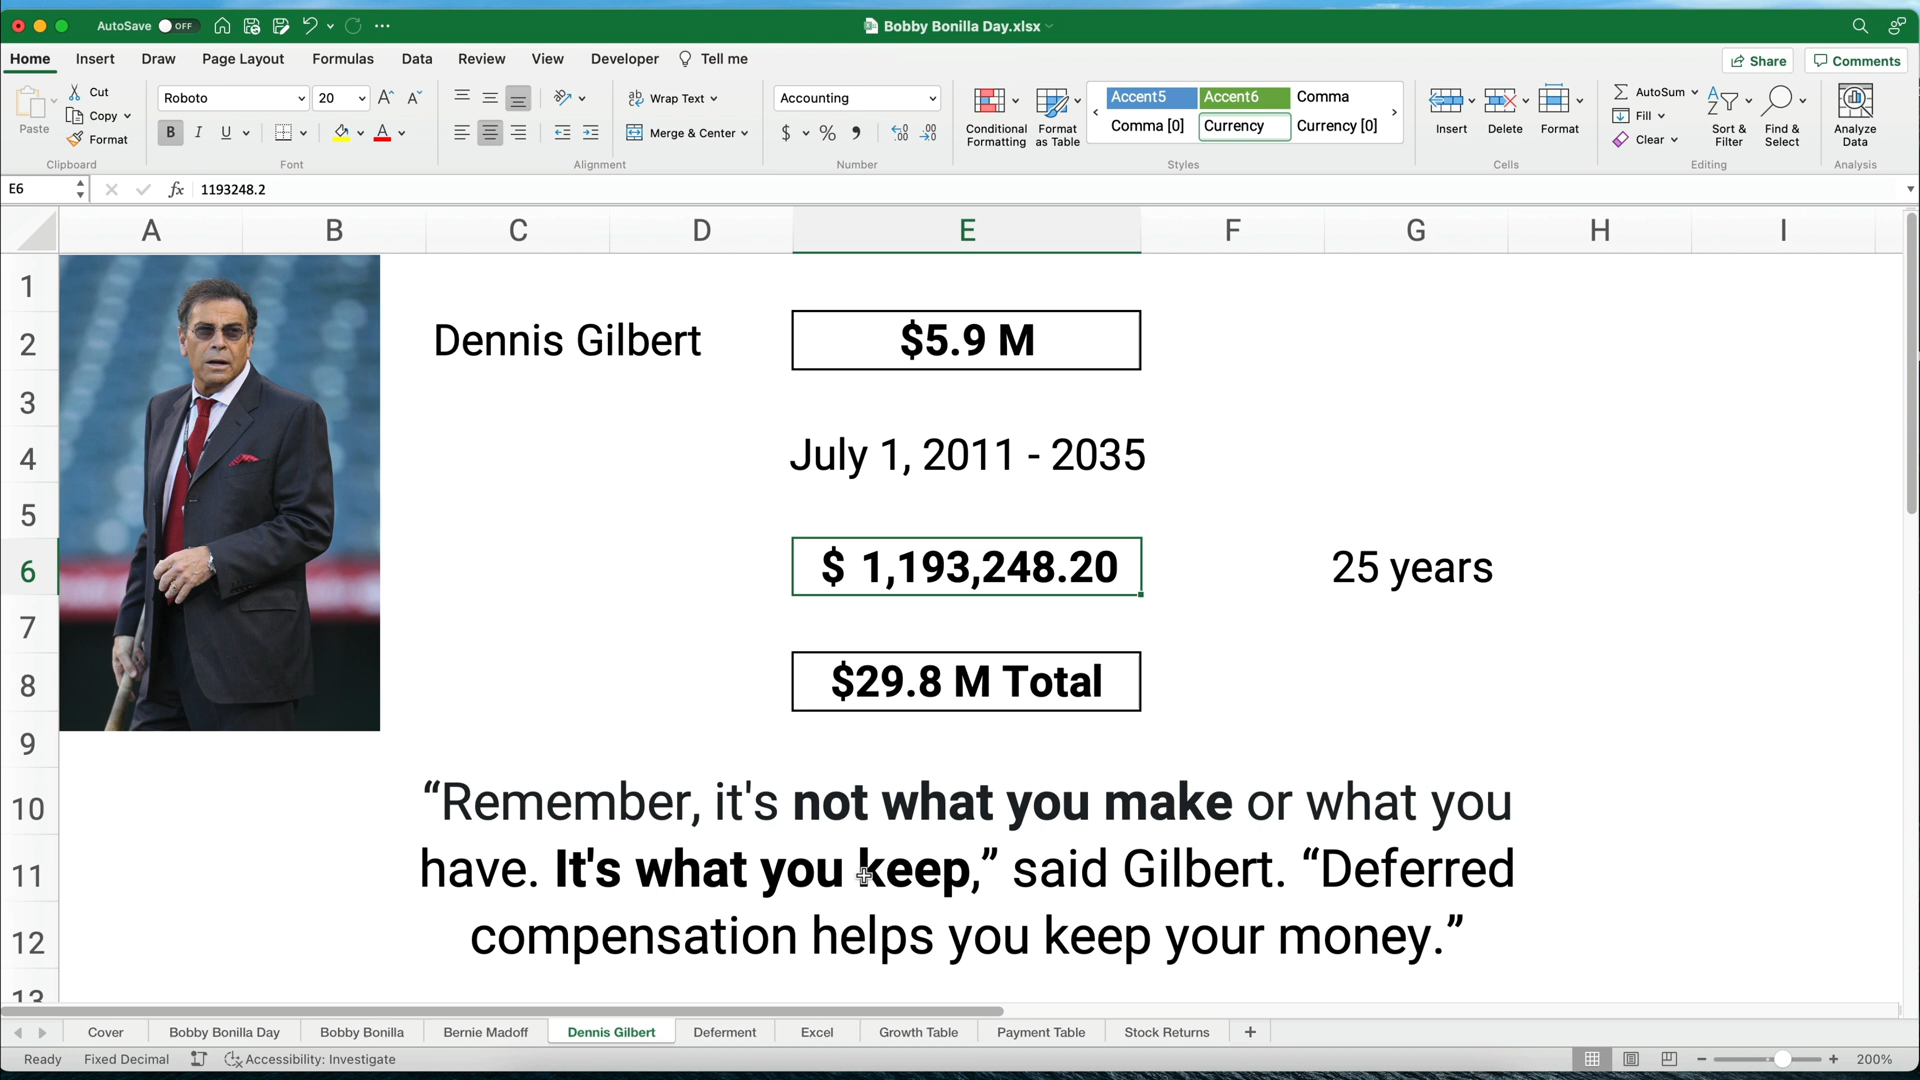 AutoSave OFF
Bobby Bonilla Day.xlsx
Home Insert Draw Page Layout Formulas Data Review View Developer Tell me
Share Comments
Paste
Cut
Copy
Format
Clipboard
Roboto 20
B I U
Font
Wrap Text
Merge & Center
Alignment
Accounting
$ % 9
Number
Conditional Formatting
Format as Table
Accent5 Accent6 Comma
Comma [0] Currency Currency [0]
Styles
Insert Delete Format
Cells
AutoSum
Fill
Clear
Sort & Filter
Find & Select
Editing
Analyze Data
Analysis
E6 fx 1193248.2
A B C D E F G H I
1
2 Dennis Gilbert $5.9 M
3
4 July 1, 2011 - 2035
5
6 $ 1,193,248.20 25 years
7
8 $29.8 M Total
9
10 “Remember, it's not what you make or what you
11 have. It's what you keep,” said Gilbert. “Deferred
12 compensation helps you keep your money.”
13
Cover Bobby Bonilla Day Bobby Bonilla Bernie Madoff Dennis Gilbert Deferment Excel Growth Table Payment Table Stock Returns +
Ready Fixed Decimal Accessibility: Investigate 200%